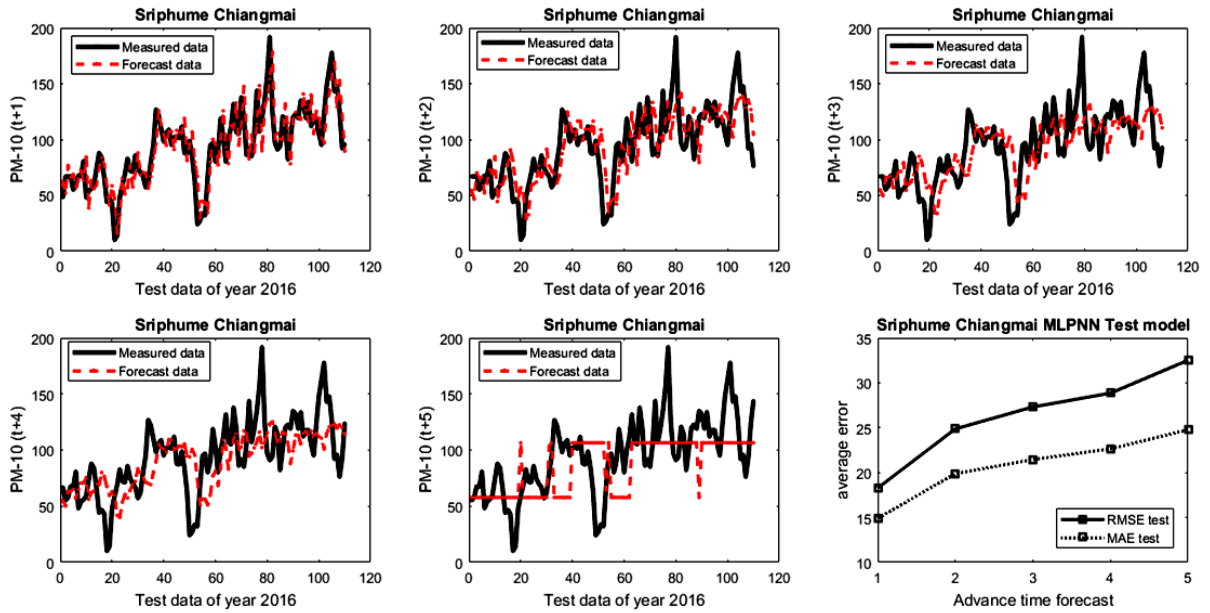 Sriphume Chiangmai
200
150
100
50
0
PM-10 (t+1)
Measured data
Forecast data
0 20 40 60 80 100 120
Test data of year 2016
Sriphume Chiangmai
200
150
100
50
0
PM-10 (t+2)
Measured data
Forecast data
0 20 40 60 80 100 120
Test data of year 2016
Sriphume Chiangmai
200
150
100
50
0
PM-10 (t+3)
Measured data
Forecast data
0 20 40 60 80 100 120
Test data of year 2016
Sriphume Chiangmai
200
150
100
50
0
PM-10 (t+4)
Measured data
Forecast data
0 20 40 60 80 100 120
Test data of year 2016
Sriphume Chiangmai
200
150
100
50
0
PM-10 (t+5)
Measured data
Forecast data
0 20 40 60 80 100 120
Test data of year 2016
Sriphume Chiangmai MLPNN Test model
35
30
25
20
15
10
average error
RMSE test
MAE test
1 2 3 4 5
Advance time forecast